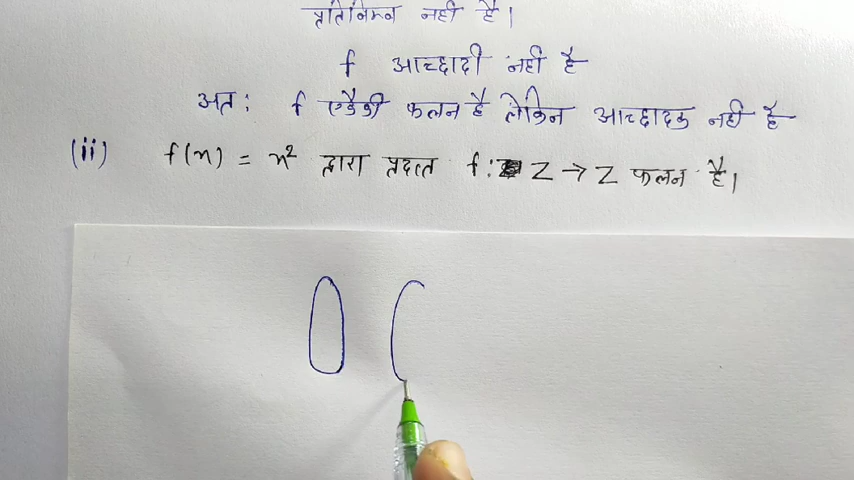 प्रतिबिम्ब नहीं है।
f आच्छादी नहीं है
अत: f एकैकी फलन है लेकिन आच्छादक नहीं है
(ii) f(x) = x² द्वारा प्रदत्त f: Z → Z फलन है।